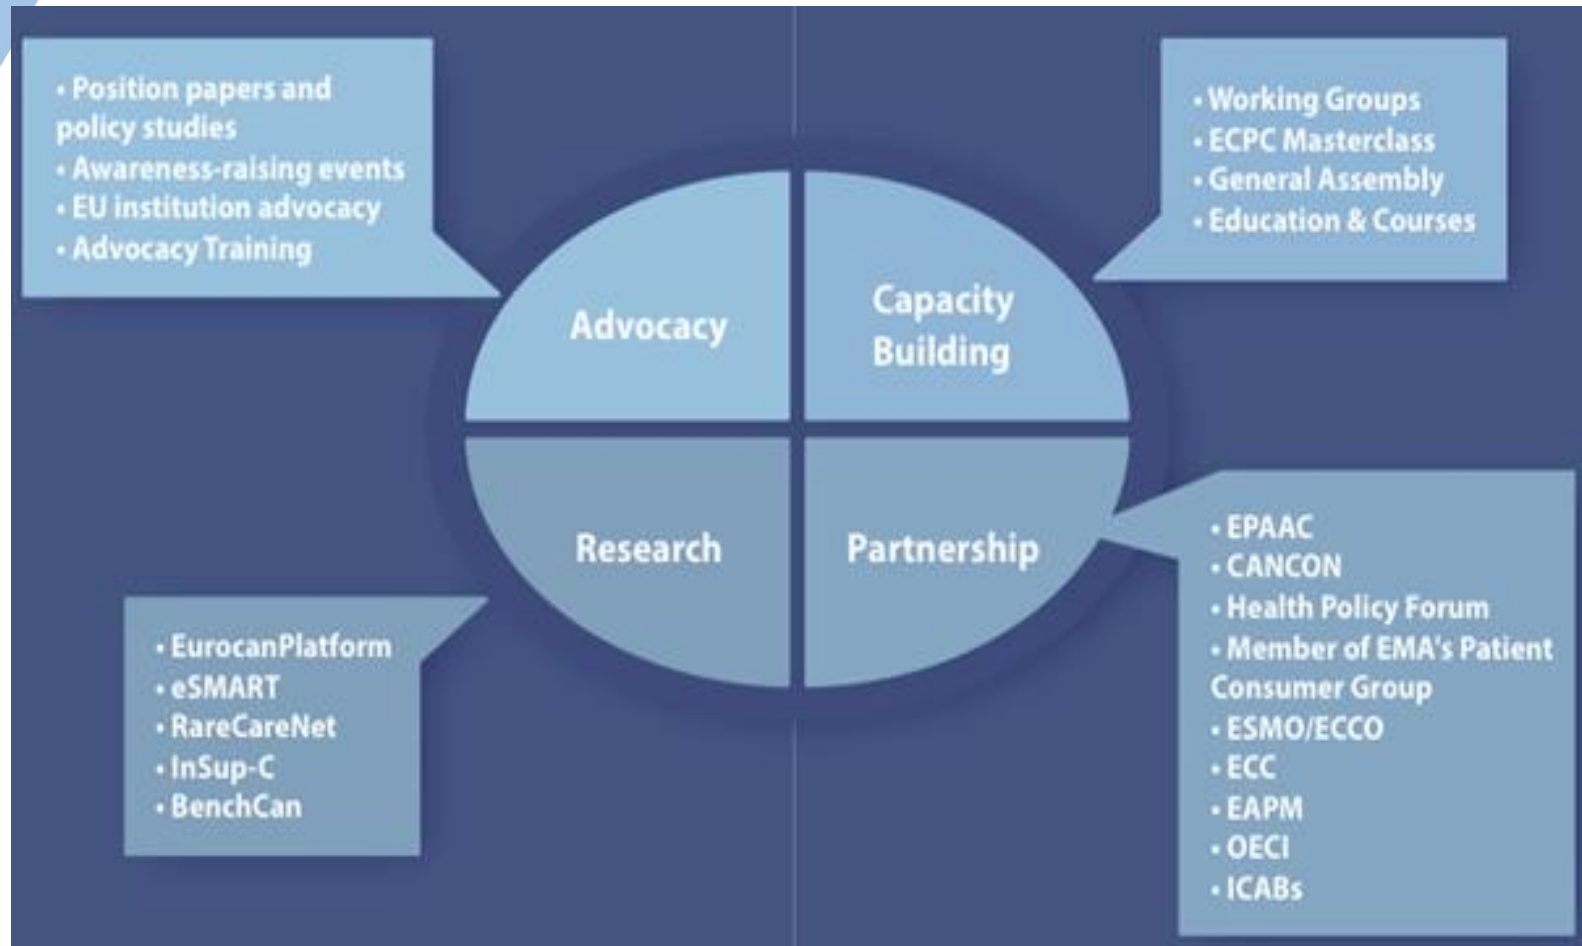 • Position papers and
policy studies
• Awareness-raising events
• EU institution advocacy
• Advocacy Training
• Working Groups
• ECPC Masterclass
• General Assembly
• Education & Courses
Advocacy
Capacity
Building
Research
Partnership
• EurocanPlatform
• eSMART
• RareCareNet
• InSup-C
• BenchCan
• EPAAC
• CANCON
• Health Policy Forum
• Member of EMA's Patient
Consumer Group
• ESMO/ECCO
• ECC
• EAPM
• OECI
• ICABs